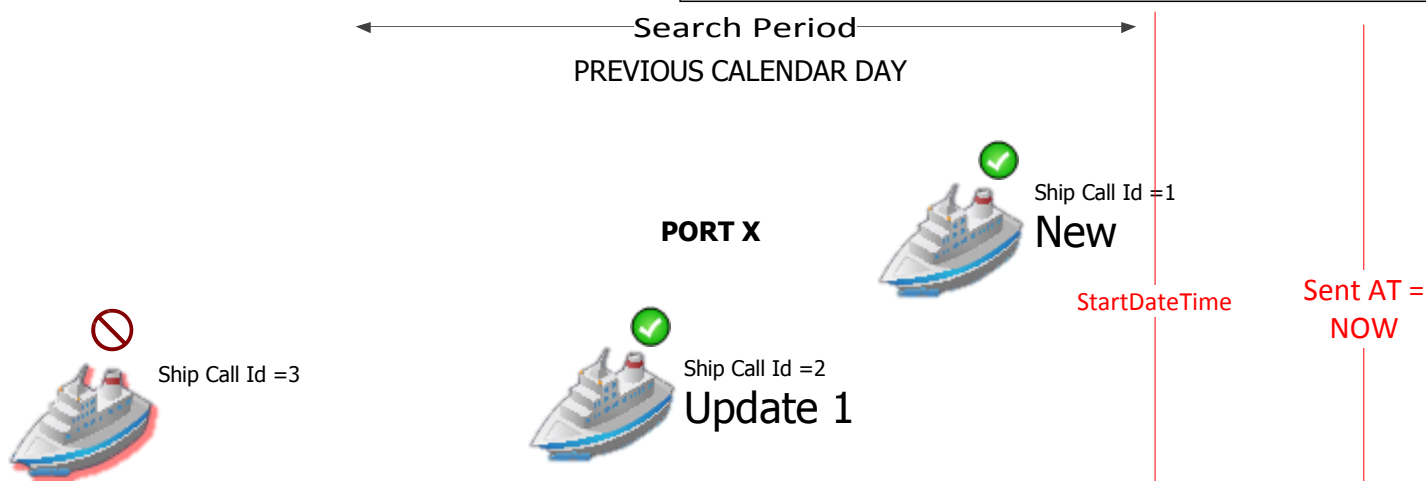 Search Period
PREVIOUS CALENDAR DAY
Ship Call Id =1
New
PORT X
StartDateTime
Sent AT =
NOW
Ship Call Id =3
Ship Call Id =2
Update 1